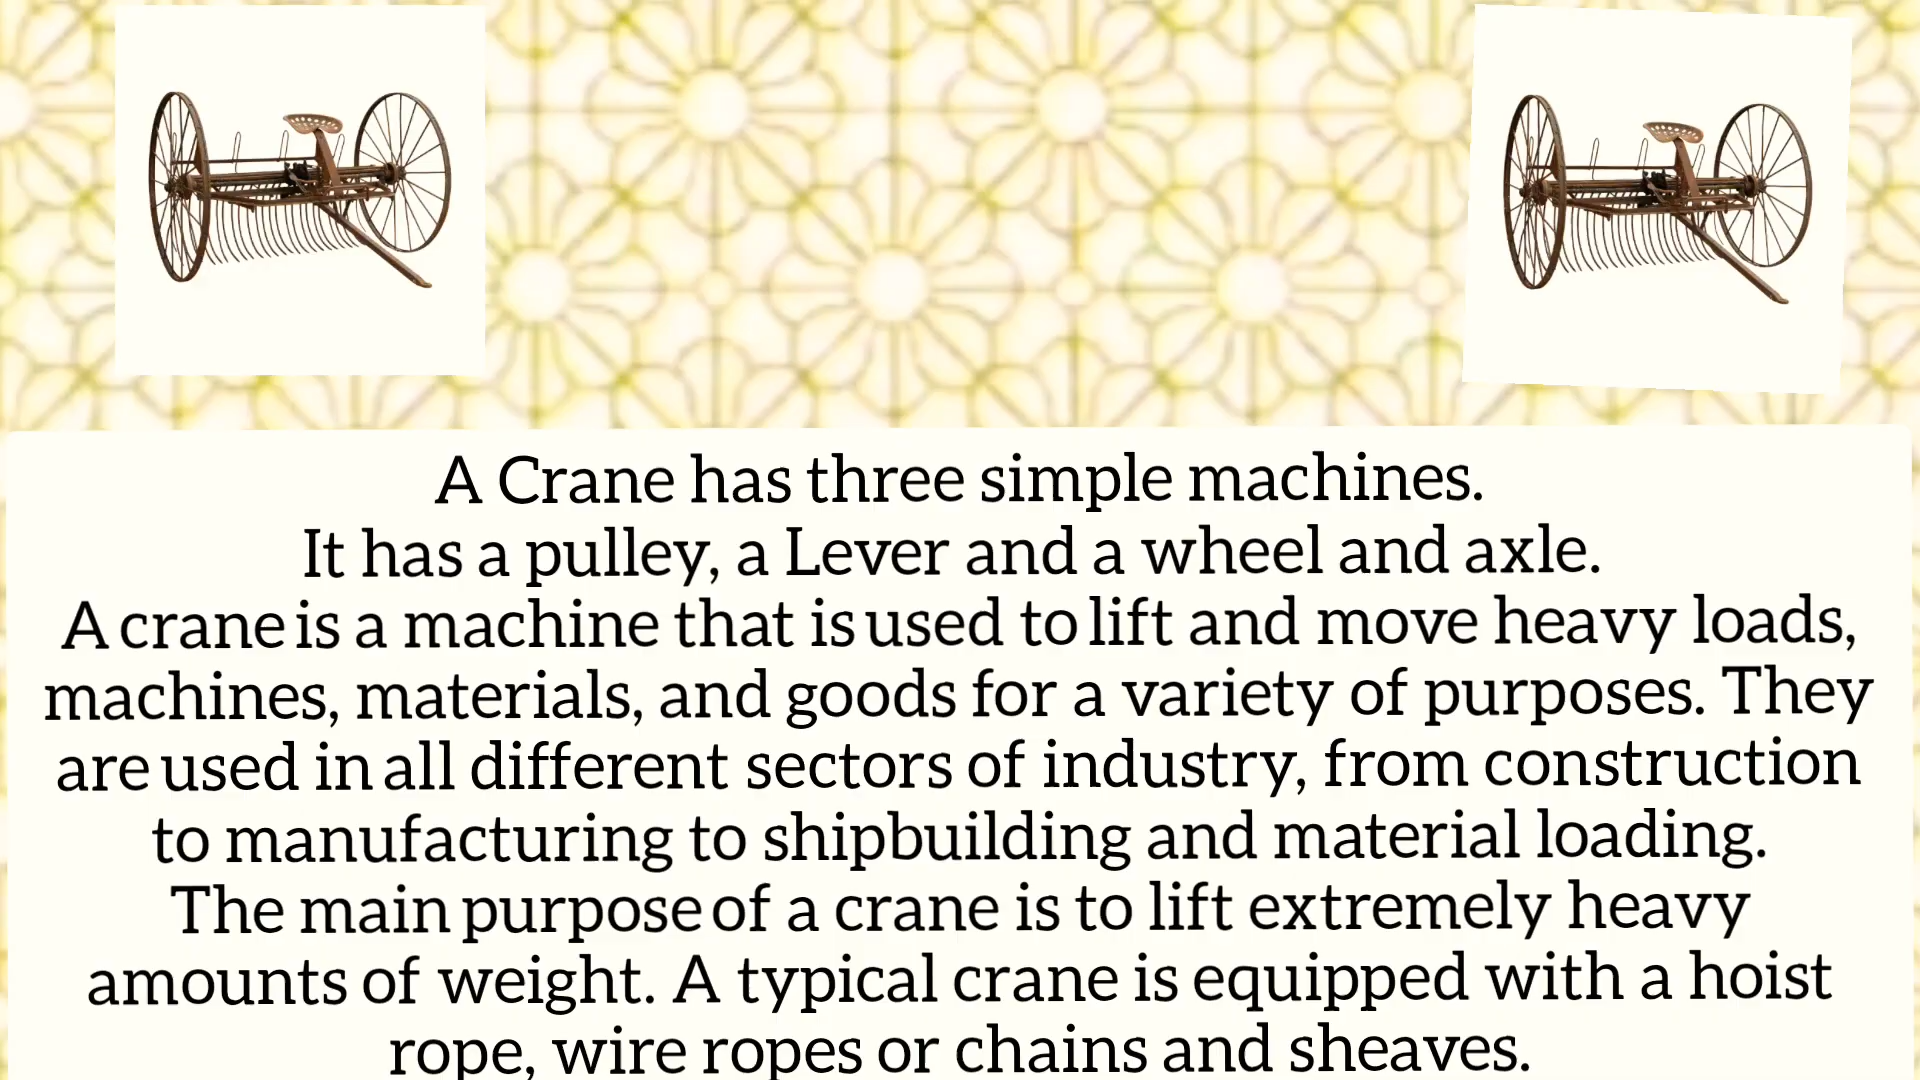 A Crane has three simple machines.
It has a pulley, a Lever and a wheel and axle.
A crane is a machine that is used to lift and move heavy loads,
machines, materials, and goods for a variety of purposes. They
are used in all different sectors of industry, from construction
to manufacturing to shipbuilding and material loading.
The main purpose of a crane is to lift extremely heavy
amounts of weight. A typical crane is equipped with a hoist
rope, wire ropes or chains and sheaves.